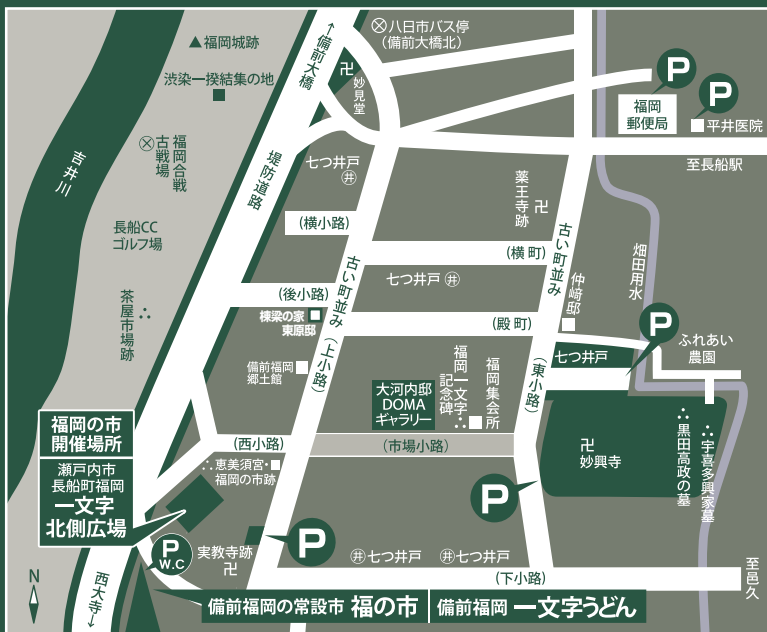 ↑備前大橋
八日市バス停
（備前大橋北）
▲福岡城跡
渋染一揆結集の地
卍
妙見堂
P
P
福岡
郵便局
平井医院
至長船駅
吉井川
福岡合戦
古戦場
堤防道路
七つ井戸
井
薬王寺跡
卍
長船CC
ゴルフ場
(横小路)
古い町並み
(横町)
古い町並み
畑田用水
七つ井戸 井
仲﨑邸
茶屋市場跡
(後小路)
棟梁の家
東原邸
(殿町)
P
ふれあい
農園
七つ井戸
備前福岡
郷土館
(上小路)
大河内邸
DOMA
ギャラリー
福岡一文字
記念碑
福岡集会所
(東小路)
福岡の市
開催場所
(西小路)
(市場小路)
卍
妙興寺
黒田高政の墓
宇喜多興家墓
瀬戸内市
長船町福岡
一文字
北側広場
恵美須宮・
福岡の市跡
P
P
W.C
実教寺跡
卍
P
井 七つ井戸
井 七つ井戸
(下小路)
至邑久
N
西大寺↓
備前福岡の常設市 福の市
備前福岡 一文字うどん